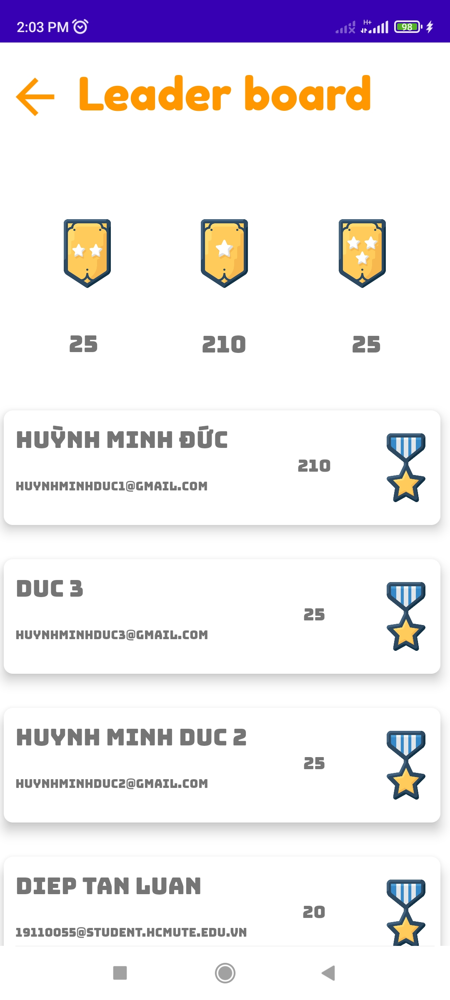 2:03 PM H+ 98
Leader board
25 210 25
HUỲNH MINH ĐỨC
210
HUYNHMINHDUC1@GMAIL.COM
DUC 3
25
HUYNHMINHDUC3@GMAIL.COM
HUYNH MINH DUC 2
25
HUYNHMINHDUC2@GMAIL.COM
DIEP TAN LUAN
20
19110055@STUDENT.HCMUTE.EDU.VN